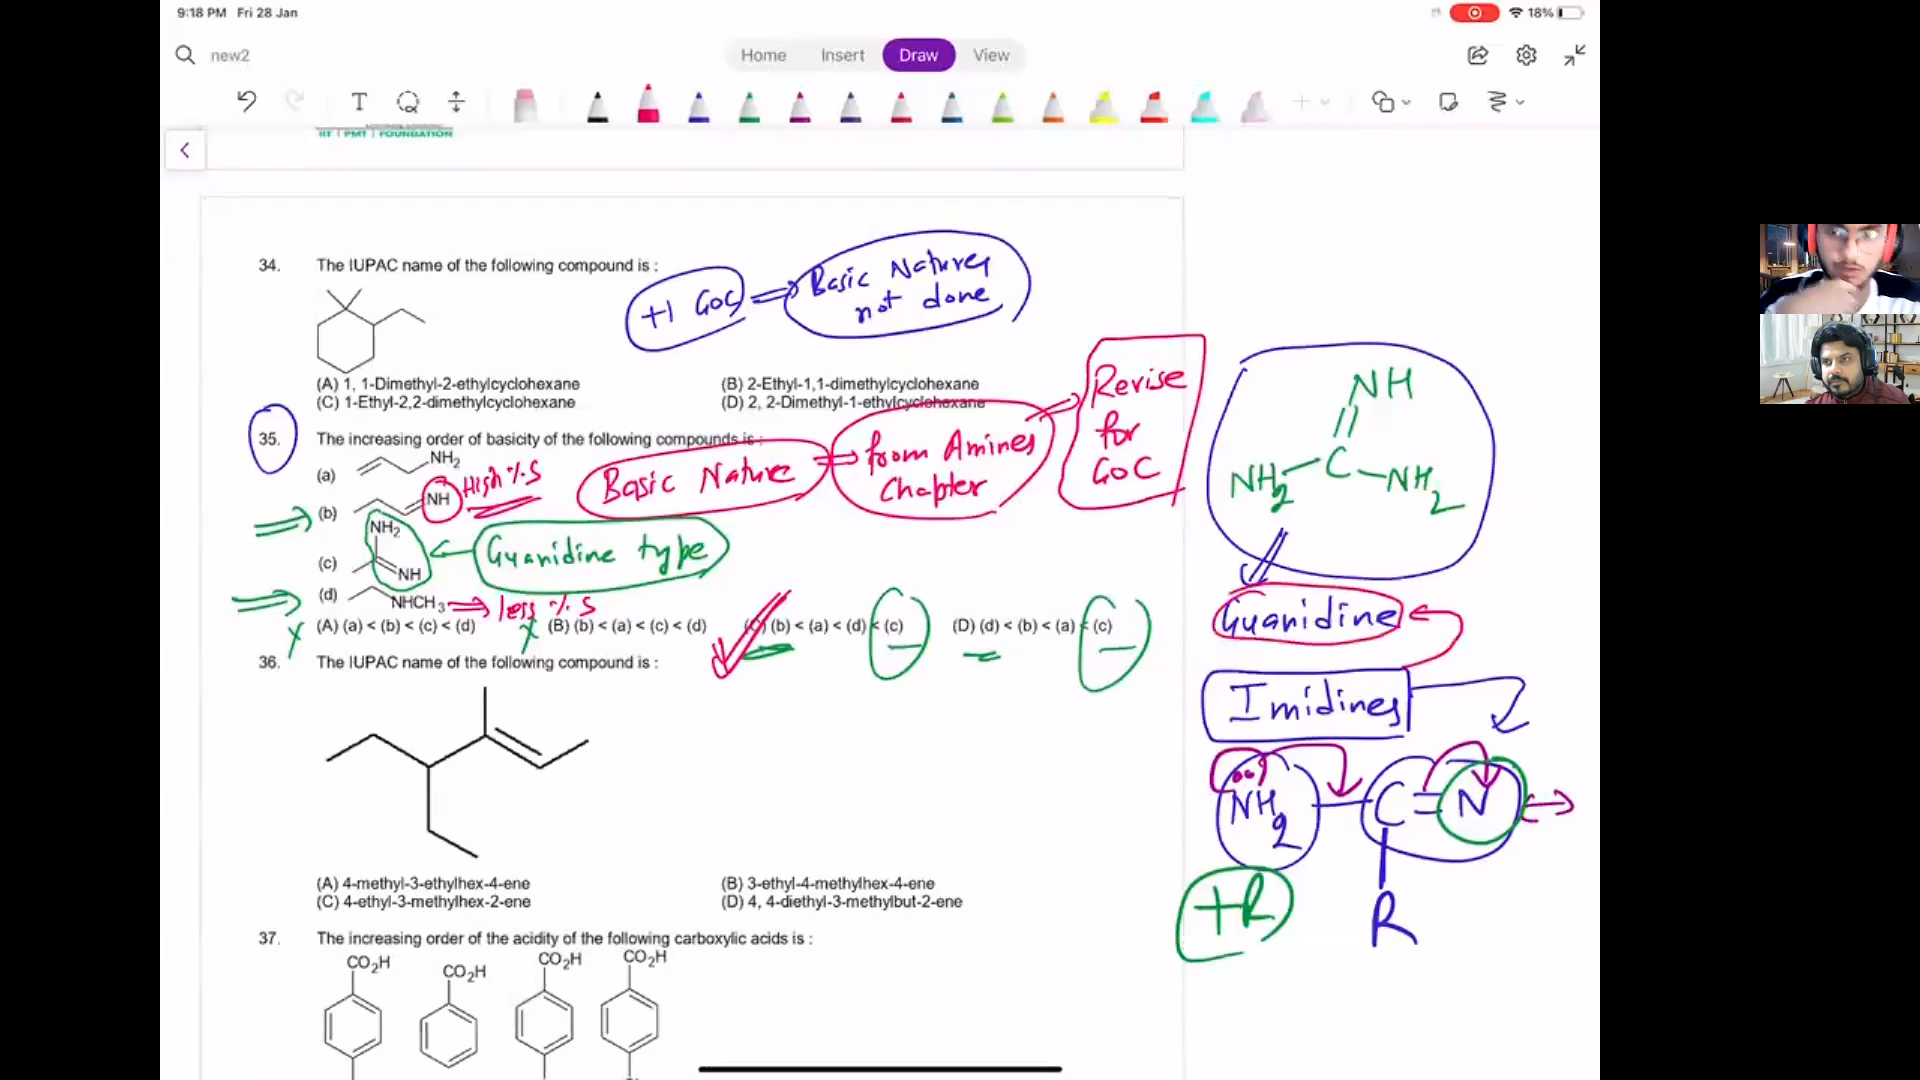 9:18 PM Fri 28 Jan
18%
new2
Home Insert Draw View
IIT | PMT | FOUNDATION
34. The IUPAC name of the following compound is :
+I GOC ⇒ Basic Natures
not done
(A) 1, 1-Dimethyl-2-ethylcyclohexane (B) 2-Ethyl-1,1-dimethylcyclohexane
(C) 1-Ethyl-2,2-dimethylcyclohexane (D) 2, 2-Dimethyl-1-ethylcyclohexane
35. The increasing order of basicity of the following compounds is :
(a) NH2
(b) NH High %S
Basic Nature ⇒ from Amines
Chapter
Revise
for
GOC
NH2
(c) NH
Guanidine type
(d) NHCH3 ⇒ less %S
(A) (a) < (b) < (c) < (d) (B) (b) < (a) < (c) < (d) (C) (b) < (a) < (d) < (c) (D) (d) < (b) < (a) < (c)
X X
36. The IUPAC name of the following compound is :
(A) 4-methyl-3-ethylhex-4-ene (B) 3-ethyl-4-methylhex-4-ene
(C) 4-ethyl-3-methylhex-2-ene (D) 4, 4-diethyl-3-methylbut-2-ene
37. The increasing order of the acidity of the following carboxylic acids is :
CO2H CO2H CO2H CO2H
NH
NH2 C NH2
Guanidine
Imidines
NH2 C = N
+R R